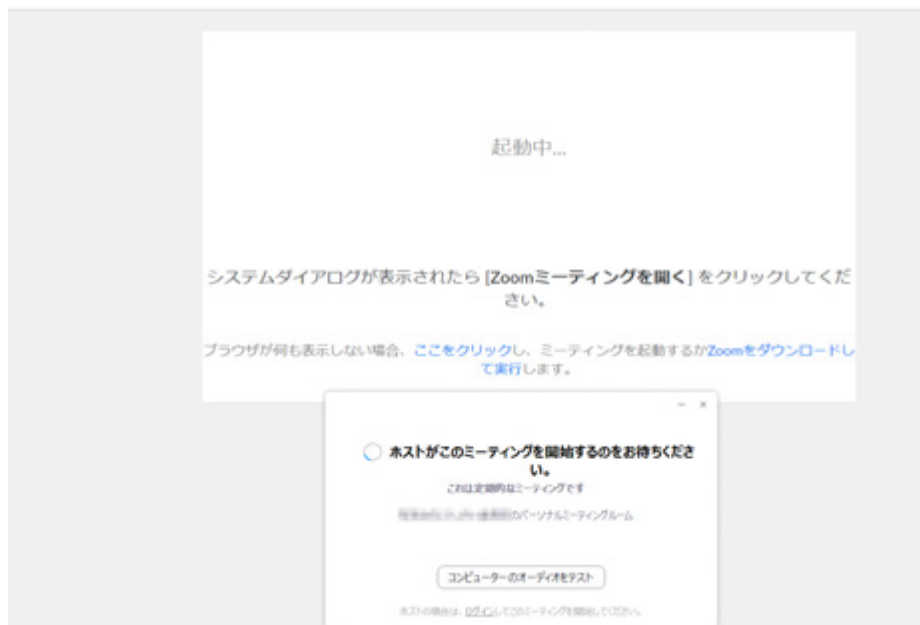 起動中...
システムダイアログが表示されたら [Zoomミーティングを開く] をクリックしてくだ
さい。
ブラウザが何も表示しない場合、ここをクリックし、ミーティングを起動するかZoomをダウンロードし
て実行します。
ホストがこのミーティングを開始するのをお待ちくださ
い。
これは定期的なミーティングです
のパーソナルミーティングルーム
コンピューターのオーディオをテスト
ホストの場合は、ログインしてこのミーティングを開始してください。